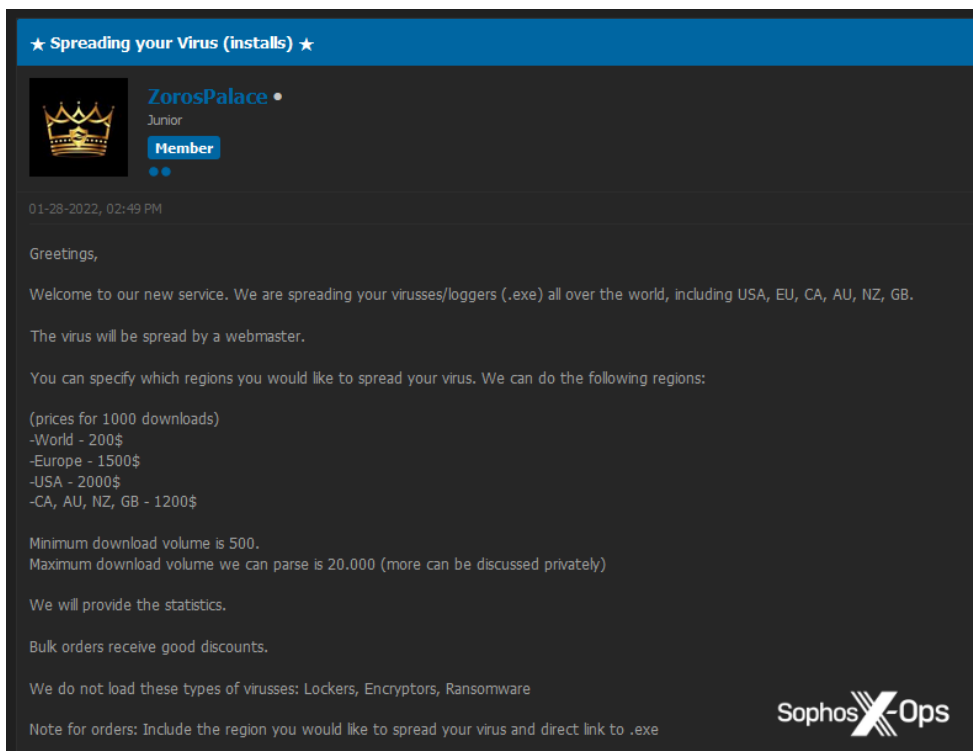 ★ Spreading your Virus (installs) ★
ZorosPalace
Junior
Member
01-28-2022, 02:49 PM
Greetings,
Welcome to our new service. We are spreading your virusses/loggers (.exe) all over the world, including USA, EU, CA, AU, NZ, GB.
The virus will be spread by a webmaster.
You can specify which regions you would like to spread your virus. We can do the following regions:
(prices for 1000 downloads)
-World - 200$
-Europe - 1500$
-USA - 2000$
-CA, AU, NZ, GB - 1200$
Minimum download volume is 500.
Maximum download volume we can parse is 20.000 (more can be discussed privately)
We will provide the statistics.
Bulk orders receive good discounts.
We do not load these types of virusses: Lockers, Encryptors, Ransomware
Note for orders: Include the region you would like to spread your virus and direct link to .exe
Sophos X-Ops